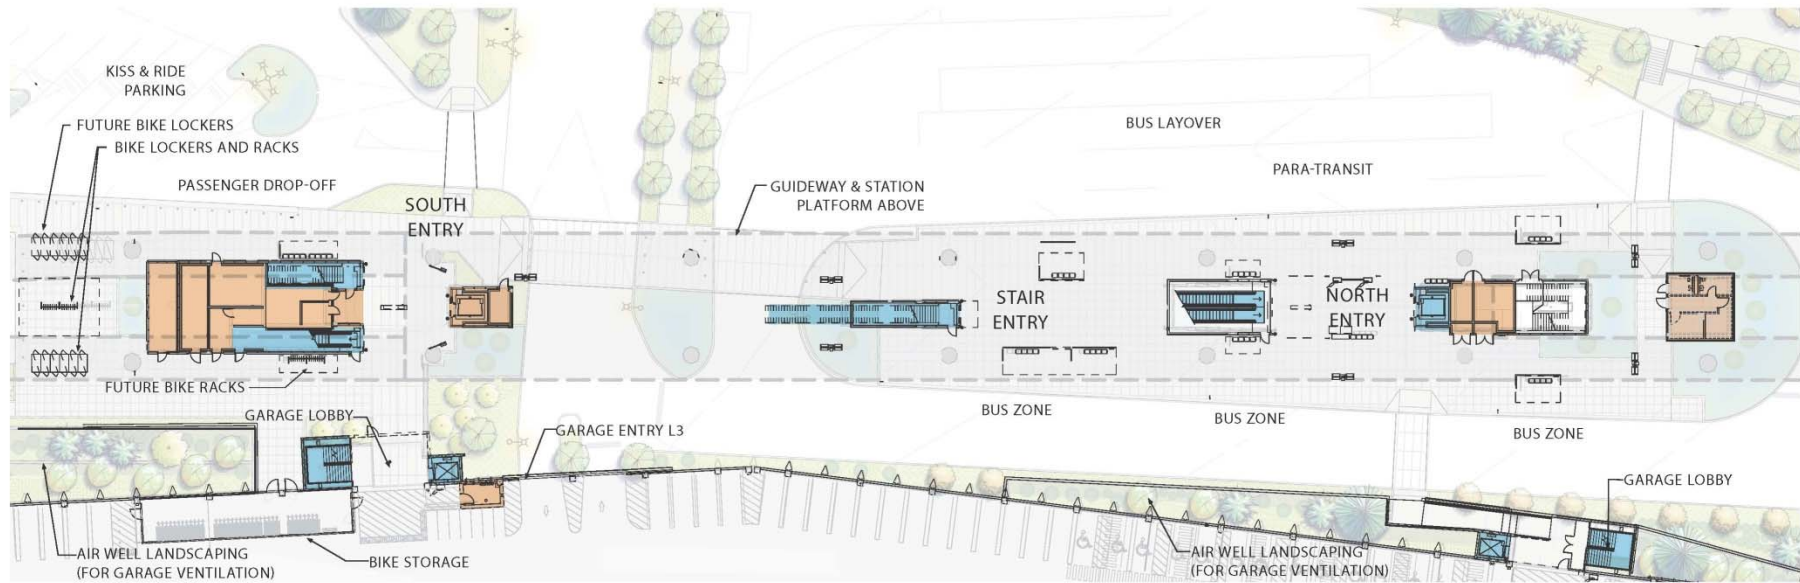 KISS & RIDE
PARKING
FUTURE BIKE LOCKERS
BIKE LOCKERS AND RACKS
PASSENGER DROP-OFF
SOUTH
ENTRY
GUIDEWAY & STATION
PLATFORM ABOVE
BUS LAYOVER
PARA-TRANSIT
STAIR
ENTRY
NORTH
ENTRY
FUTURE BIKE RACKS
GARAGE LOBBY
GARAGE ENTRY L3
BUS ZONE
BUS ZONE
BUS ZONE
GARAGE LOBBY
AIR WELL LANDSCAPING
(FOR GARAGE VENTILATION)
BIKE STORAGE
AIR WELL LANDSCAPING
(FOR GARAGE VENTILATION)